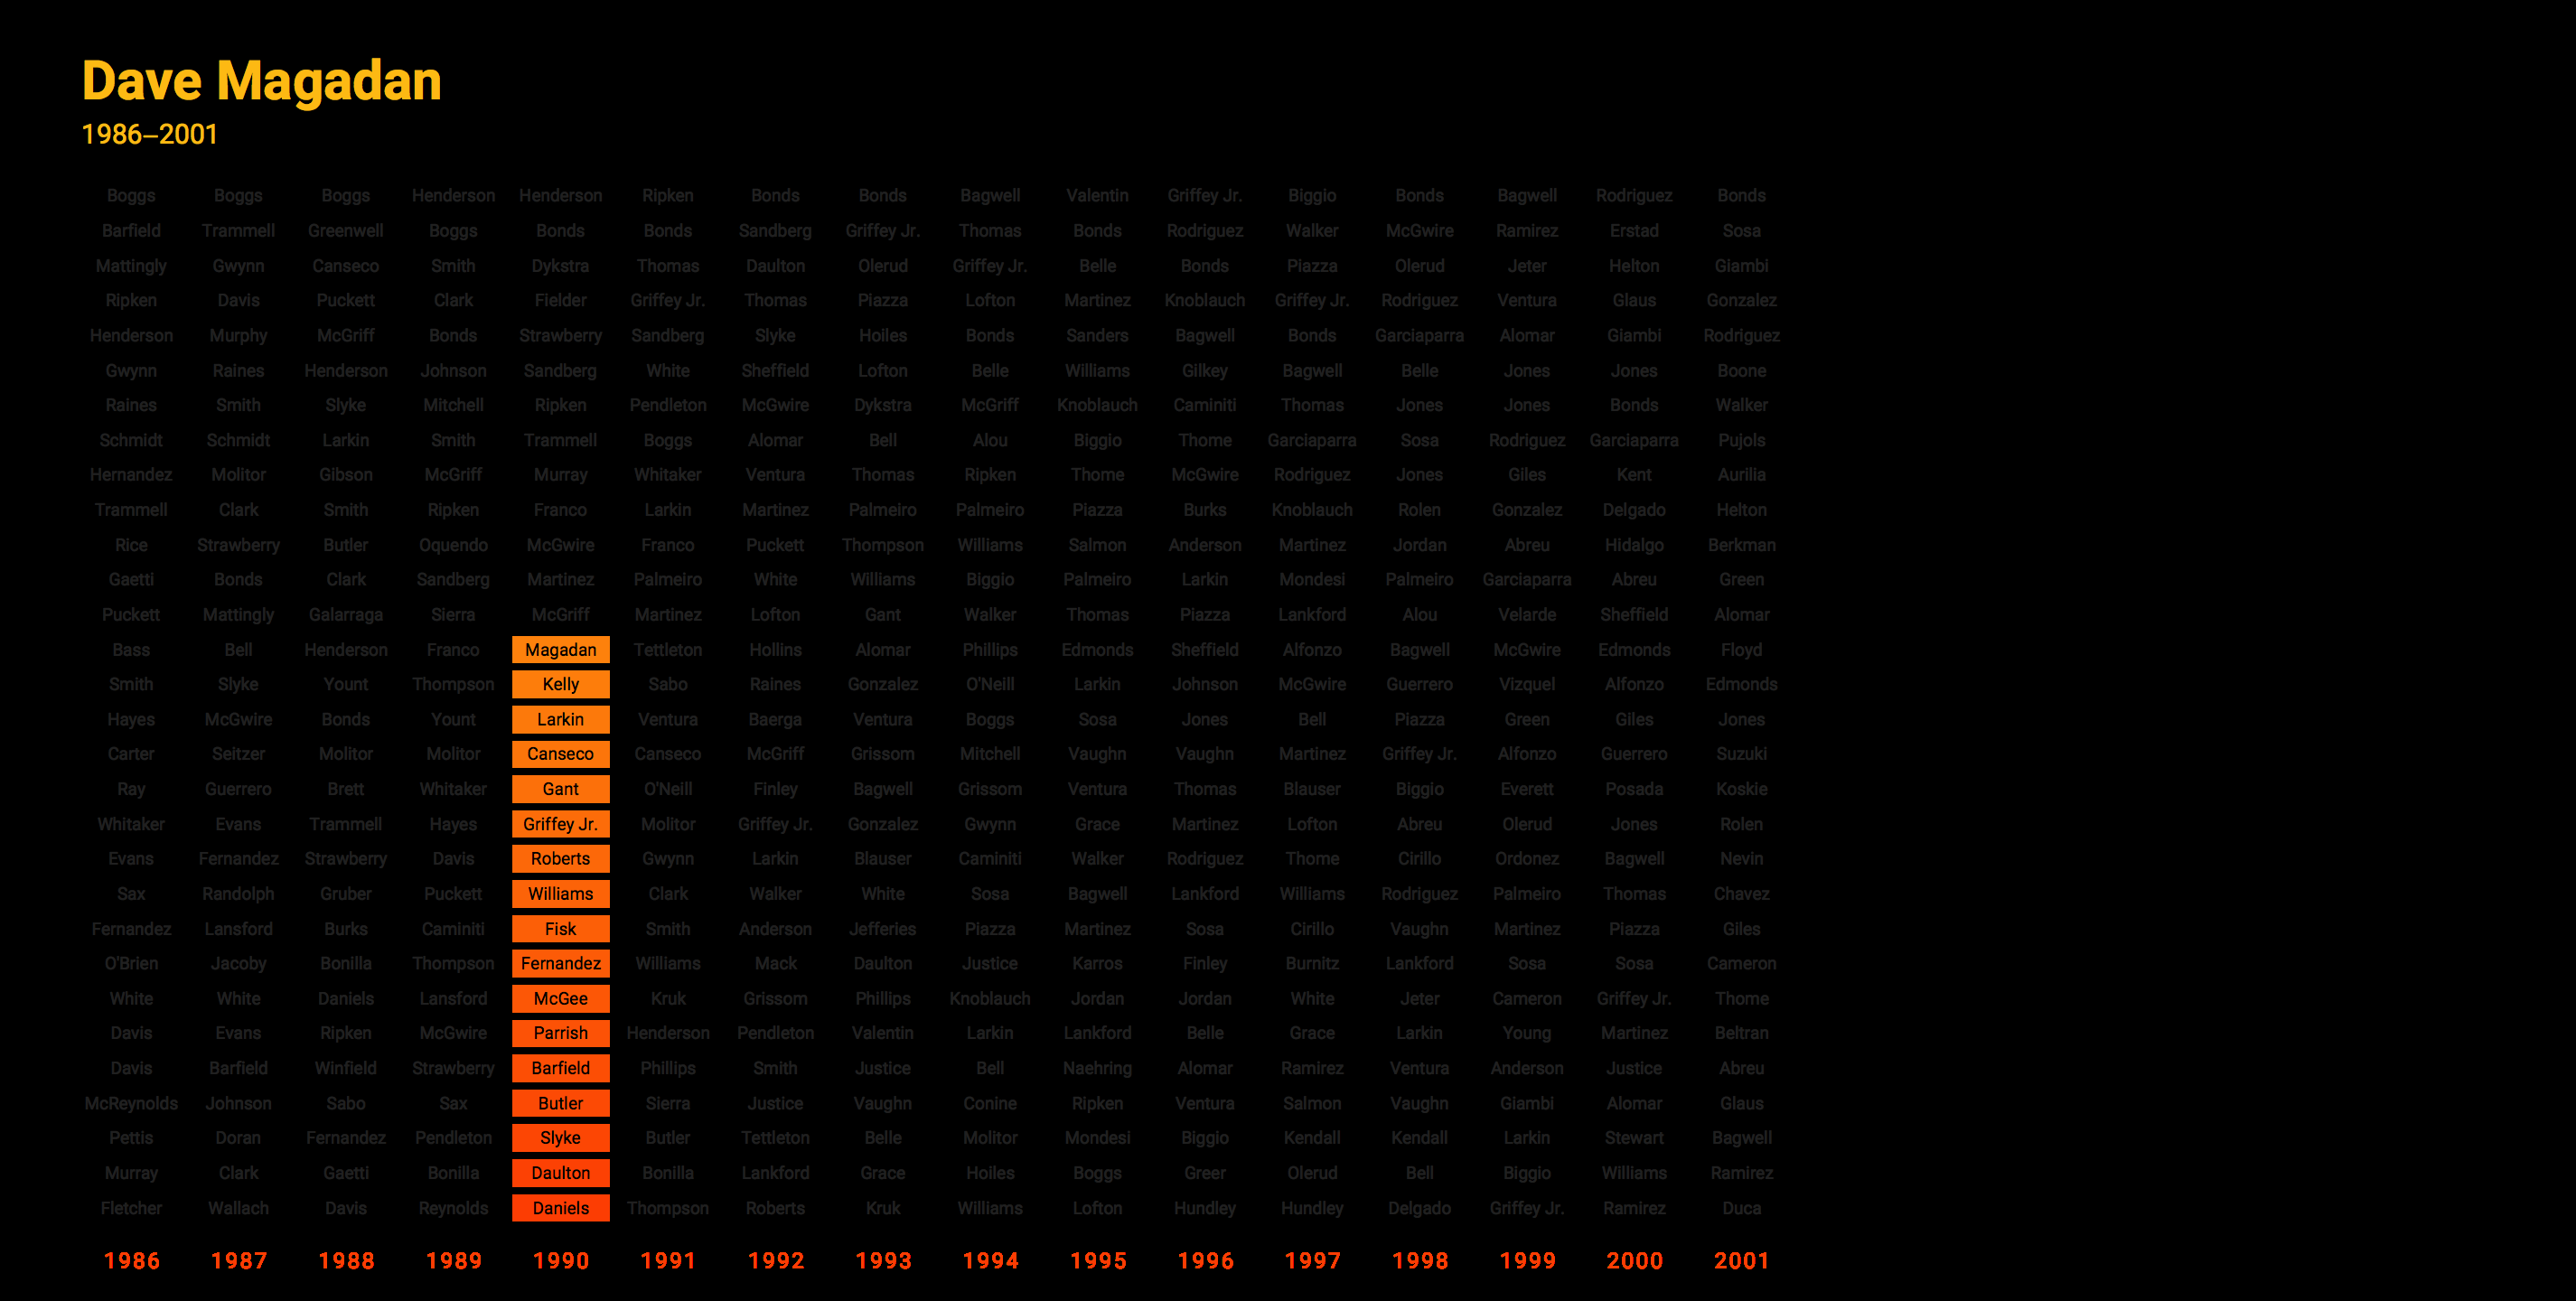 Dave Magadan
1986–2001
Boggs Boggs Boggs Henderson Henderson Ripken Bonds Bonds Bagwell Valentin Griffey Jr. Biggio Bonds Bagwell Rodriguez Bonds
Barfield Trammell Greenwell Boggs Bonds Bonds Sandberg Griffey Jr. Thomas Bonds Rodriguez Walker McGwire Ramirez Erstad Sosa
Mattingly Gwynn Canseco Smith Dykstra Thomas Daulton Olerud Griffey Jr. Belle Bonds Piazza Olerud Jeter Helton Giambi
Ripken Davis Puckett Clark Fielder Griffey Jr. Thomas Piazza Lofton Martinez Knoblauch Griffey Jr. Rodriguez Ventura Glaus Gonzalez
Henderson Murphy McGriff Bonds Strawberry Sandberg Slyke Hoiles Bonds Sanders Bagwell Bonds Garciaparra Alomar Giambi Rodriguez
Gwynn Raines Henderson Johnson Sandberg White Sheffield Lofton Belle Williams Gilkey Bagwell Belle Jones Jones Boone
Raines Smith Slyke Mitchell Ripken Pendleton McGwire Dykstra McGriff Knoblauch Caminiti Thomas Jones Jones Bonds Walker
Schmidt Schmidt Larkin Smith Trammell Boggs Alomar Bell Alou Biggio Thome Garciaparra Sosa Rodriguez Garciaparra Pujols
Hernandez Molitor Gibson McGriff Murray Whitaker Ventura Thomas Ripken Thome McGwire Rodriguez Jones Giles Kent Aurilia
Trammell Clark Smith Ripken Franco Larkin Martinez Palmeiro Palmeiro Piazza Burks Knoblauch Rolen Gonzalez Delgado Helton
Rice Strawberry Butler Oquendo McGwire Franco Puckett Thompson Williams Salmon Anderson Martinez Jordan Abreu Hidalgo Berkman
Gaetti Bonds Clark Sandberg Martinez Palmeiro White Williams Biggio Palmeiro Larkin Mondesi Palmeiro Garciaparra Abreu Green
Puckett Mattingly Galarraga Sierra McGriff Martinez Lofton Gant Walker Thomas Piazza Lankford Alou Velarde Sheffield Alomar
Bass Bell Henderson Franco Magadan Tettleton Hollins Alomar Phillips Edmonds Sheffield Alfonzo Bagwell McGwire Edmonds Floyd
Smith Slyke Yount Thompson Kelly Sabo Raines Gonzalez O'Neill Larkin Johnson McGwire Guerrero Vizquel Alfonzo Edmonds
Hayes McGwire Bonds Yount Larkin Ventura Baerga Ventura Boggs Sosa Jones Bell Piazza Green Giles Jones
Carter Seitzer Molitor Molitor Canseco Canseco McGriff Grissom Mitchell Vaughn Vaughn Martinez Griffey Jr. Alfonzo Guerrero Suzuki
Ray Guerrero Brett Whitaker Gant O'Neill Finley Bagwell Grissom Ventura Thomas Blauser Biggio Everett Posada Koskie
Whitaker Evans Trammell Hayes Griffey Jr. Molitor Griffey Jr. Gonzalez Gwynn Grace Martinez Lofton Abreu Olerud Jones Rolen
Evans Fernandez Strawberry Davis Roberts Gwynn Larkin Blauser Caminiti Walker Rodriguez Thome Cirillo Ordonez Bagwell Nevin
Sax Randolph Gruber Puckett Williams Clark Walker White Sosa Bagwell Lankford Williams Rodriguez Palmeiro Thomas Chavez
Fernandez Lansford Burks Caminiti Fisk Smith Anderson Jefferies Piazza Martinez Sosa Cirillo Vaughn Martinez Piazza Giles
O'Brien Jacoby Bonilla Thompson Fernandez Williams Mack Daulton Justice Karros Finley Burnitz Lankford Sosa Sosa Cameron
White White Daniels Lansford McGee Kruk Grissom Phillips Knoblauch Jordan Jordan White Jeter Cameron Griffey Jr. Thome
Davis Evans Ripken McGwire Parrish Henderson Pendleton Valentin Larkin Lankford Belle Grace Larkin Young Martinez Beltran
Davis Barfield Winfield Strawberry Barfield Phillips Smith Justice Bell Naehring Alomar Ramirez Ventura Anderson Justice Abreu
McReynolds Johnson Sabo Sax Butler Sierra Justice Vaughn Conine Ripken Ventura Salmon Vaughn Giambi Alomar Glaus
Pettis Doran Fernandez Pendleton Slyke Butler Tettleton Belle Molitor Mondesi Biggio Kendall Kendall Larkin Stewart Bagwell
Murray Clark Gaetti Bonilla Daulton Bonilla Lankford Grace Hoiles Boggs Greer Olerud Bell Biggio Williams Ramirez
Fletcher Wallach Davis Reynolds Daniels Thompson Roberts Kruk Williams Lofton Hundley Hundley Delgado Griffey Jr. Ramirez Duca
1986 1987 1988 1989 1990 1991 1992 1993 1994 1995 1996 1997 1998 1999 2000 2001